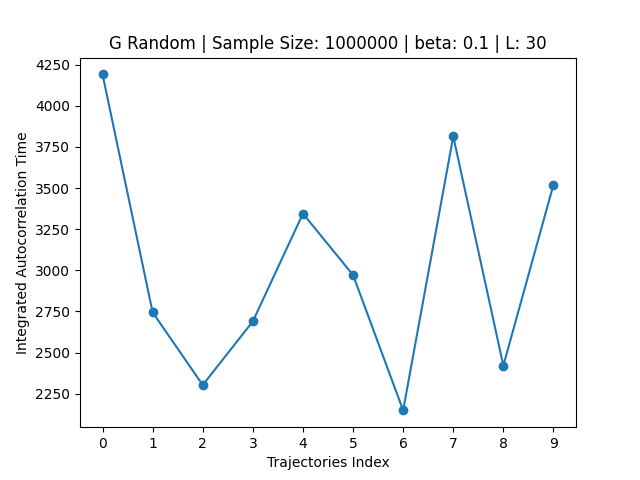 G Random | Sample Size: 1000000 | beta: 0.1 | L: 30
Integrated Autocorrelation Time
4250
4000
3750
3500
3250
3000
2750
2500
2250
0 1 2 3 4 5 6 7 8 9
Trajectories Index